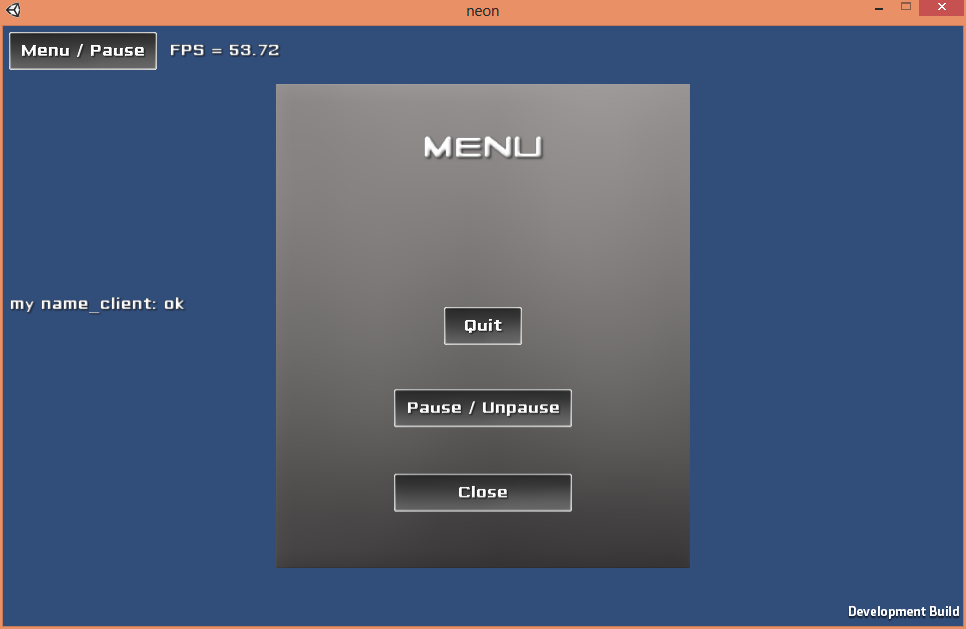 neon
Menu / Pause
FPS = 53.72
MENU
my name_client: ok
Quit
Pause / Unpause
Close
Development Build